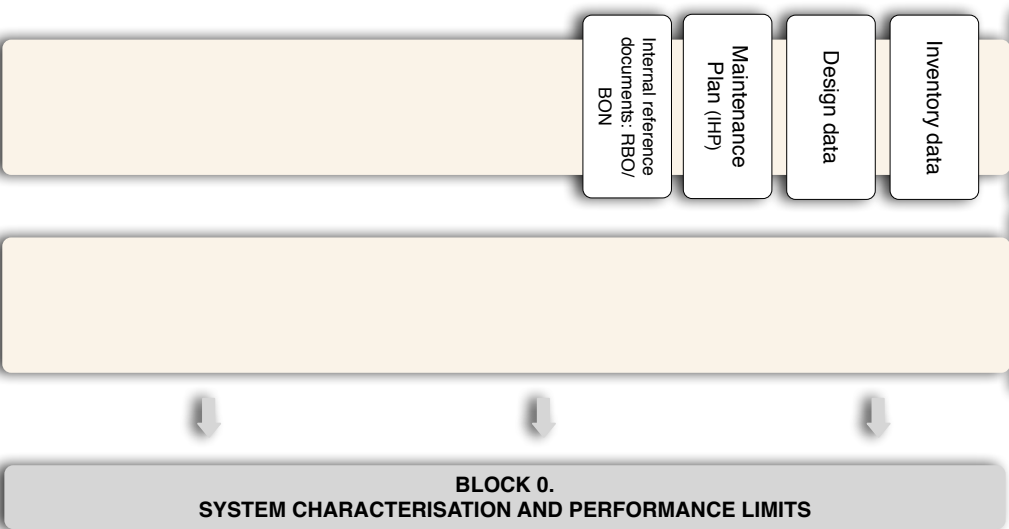 Internal reference
documents: RBO/
BON
Maintenance
Plan (IHP)
Design data
Inventory data
BLOCK 0.
SYSTEM CHARACTERISATION AND PERFORMANCE LIMITS